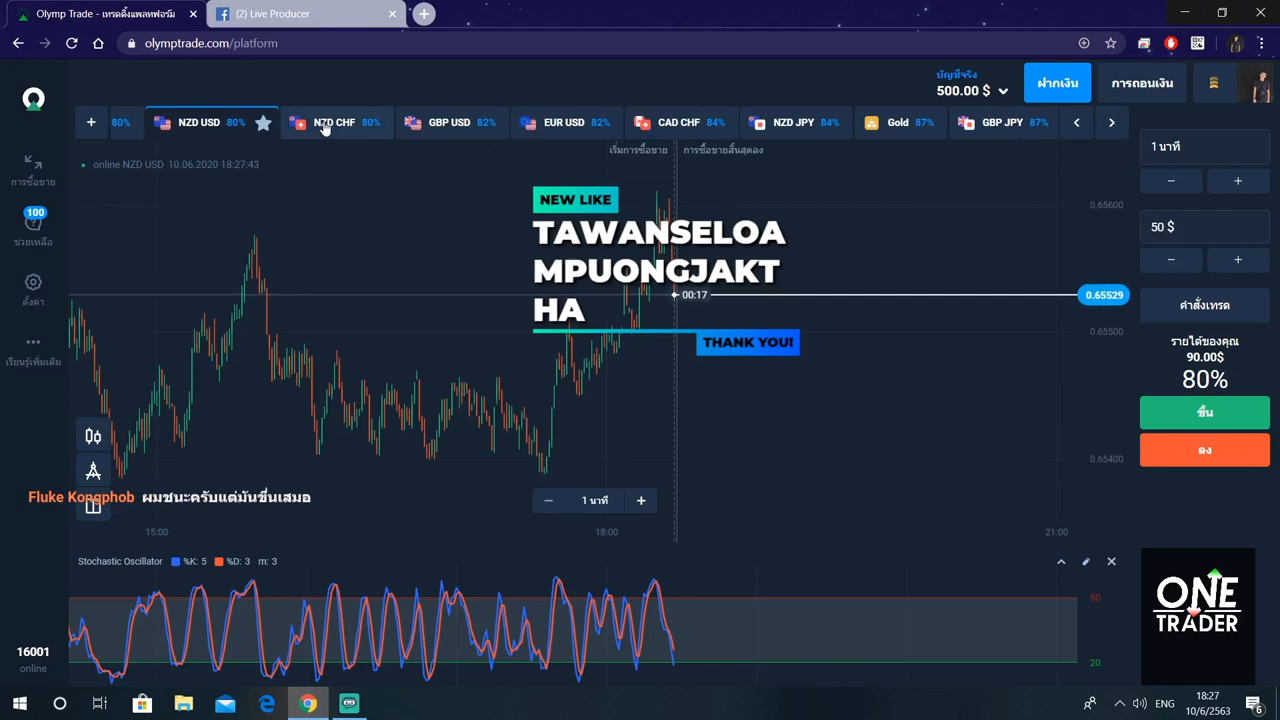 Olymp Trade - เทรดดิ้งแพลทฟอร์ม
(2) Live Producer
olymptrade.com/platform
บัญชีจริง
500.00 $
ฝากเงิน
การถอนเงิน
80%
NZD USD 80%
NZD CHF 80%
GBP USD 82%
EUR USD 82%
CAD CHF 84%
NZD JPY 84%
Gold 87%
GBP JPY 87%
online NZD USD 10.06.2020 18:27:43
เริ่มการซื้อขาย
การซื้อขายสิ้นสุดลง
การซื้อขาย
100
ช่วยเหลือ
ตั้งค่า
เรียนรู้เพิ่มเติม
NEW LIKE
TAWANSELOA
MPUONGJAKT
HA
THANK YOU!
00:17
0.65600
0.65529
0.65500
0.65400
1 นาที
50 $
คำสั่งเทรด
รายได้ของคุณ
90.00$
80%
ขึ้น
ลง
Fluke Kongphob ผมชนะครับแต่มันขึ่นเสมอ
1 นาที
15:00
18:00
21:00
Stochastic Oscillator %K: 5 %D: 3 m: 3
80
20
ONE
TRADER
16001
online
ENG
18:27
10/6/2563
6